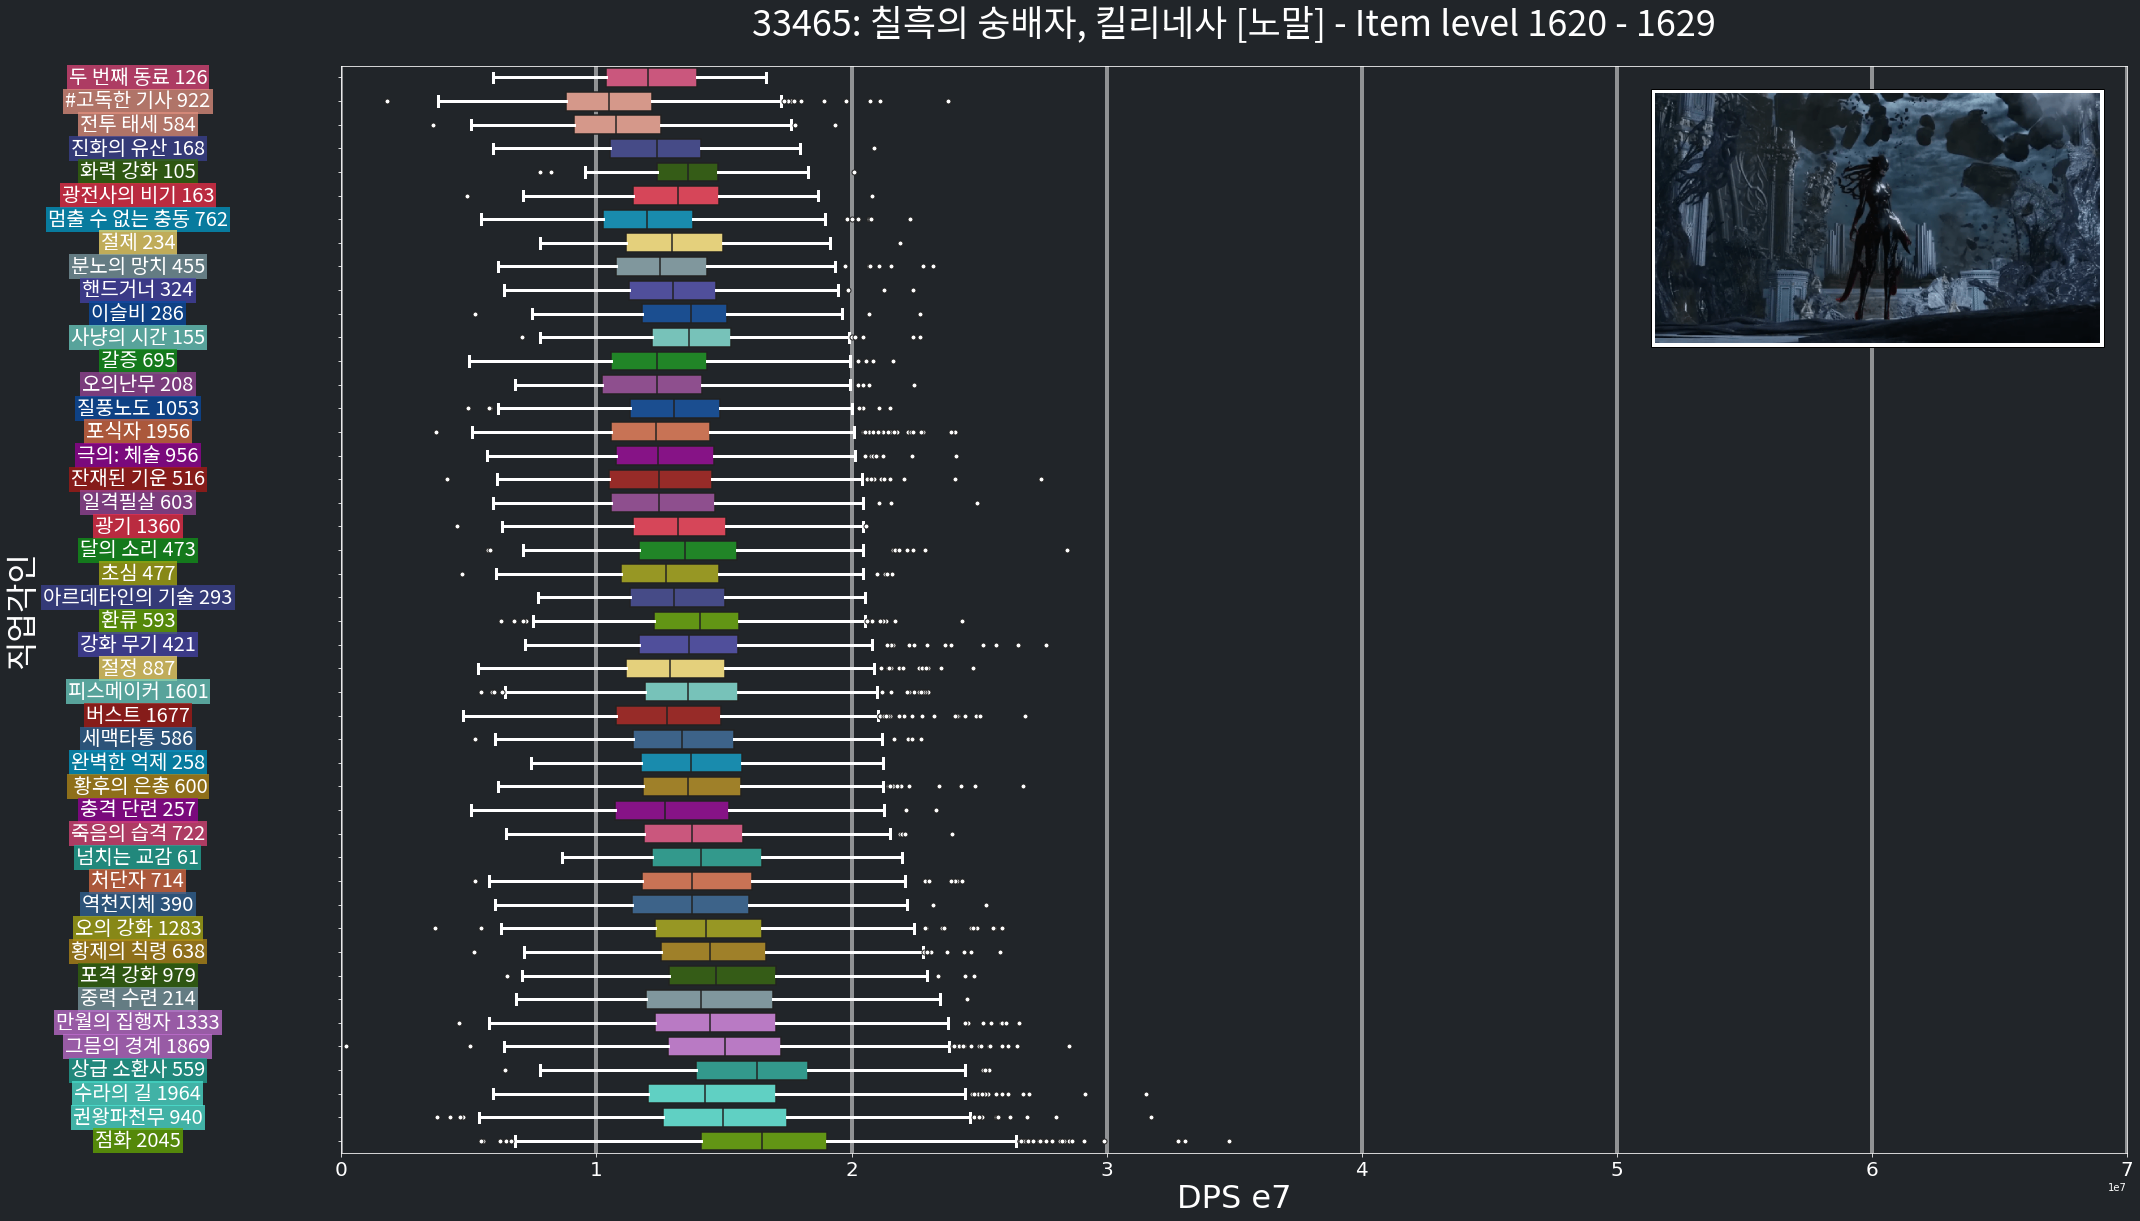 33465: 칠흑의 숭배자, 킬리네사 [노말] - Item level 1620 - 1629
직업각인
두 번째 동료 126
#고독한 기사 922
전투 태세 584
진화의 유산 168
화력 강화 105
광전사의 비기 163
멈출 수 없는 충동 762
절제 234
분노의 망치 455
핸드거너 324
이슬비 286
사냥의 시간 155
갈증 695
오의난무 208
질풍노도 1053
포식자 1956
극의: 체술 956
잔재된 기운 516
일격필살 603
광기 1360
달의 소리 473
초심 477
아르데타인의 기술 293
환류 593
강화 무기 421
절정 887
피스메이커 1601
버스트 1677
세맥타통 586
완벽한 억제 258
황후의 은총 600
충격 단련 257
죽음의 습격 722
넘치는 교감 61
처단자 714
역천지체 390
오의 강화 1283
황제의 칙령 638
포격 강화 979
중력 수련 214
만월의 집행자 1333
그믐의 경계 1869
상급 소환사 559
수라의 길 1964
권왕파천무 940
점화 2045
0 1 2 3 4 5 6 7
1e7
DPS e7